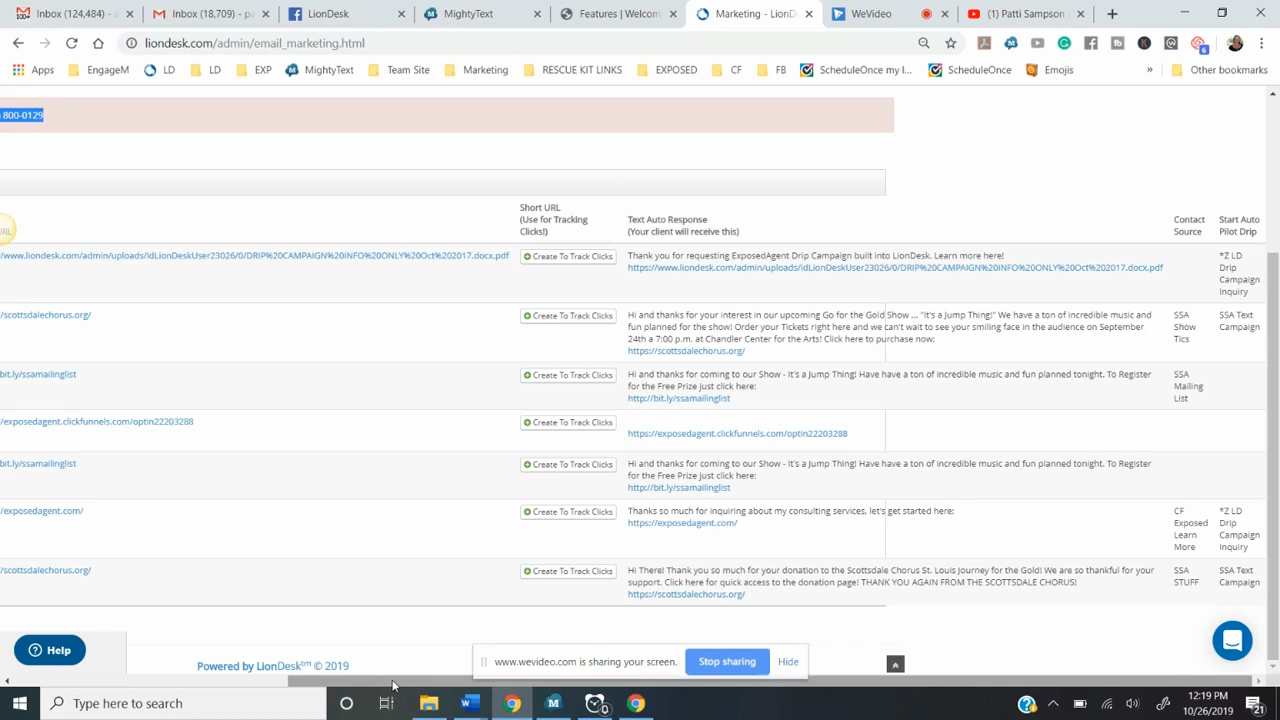 Inbox (124,484) - a
Inbox (18,709) - pa
LionDesk
MightyText
Features | Welcom
Marketing - LionD
WeVideo
(1) Patti Sampson
liondesk.com/admin/email_marketing.html
Apps
EngageM
LD
LD
EXP
MightyText
Team Site
Marketing
RESCUE KIT LINKS
EXPOSED
CF
FB
ScheduleOnce my l...
ScheduleOnce
Emojis
Other bookmarks
800-0129
Short URL
(Use for Tracking
Clicks!)
Text Auto Response
(Your client will receive this)
Contact
Source
Start Auto
Pilot Drip
URL
/www.liondesk.com/admin/uploads/idLionDeskUser23026/0/DRIP%20CAMPAIGN%20INFO%20ONLY%20Oct%202017.docx.pdf
Create To Track Clicks
Thank you for requesting ExposedAgent Drip Campaign built into LionDesk. Learn more here!
https://www.liondesk.com/admin/uploads/idLionDeskUser23026/0/DRIP%20CAMPAIGN%20INFO%20ONLY%20Oct%202017.docx.pdf
*Z LD
Drip
Campaign
Inquiry
/scottsdalechorus.org/
Create To Track Clicks
Hi and thanks for your interest in our upcoming Go for the Gold Show ... "It's a Jump Thing!" We have a ton of incredible music and
fun planned for the show! Order your Tickets right here and we can't wait to see your smiling face in the audience on September
24th a 7:00 p.m. at Chandler Center for the Arts! Click here to purchase now:
https://scottsdalechorus.org/
SSA
Show
Tics
SSA Text
Campaign
bit.ly/ssamailinglist
Create To Track Clicks
Hi and thanks for coming to our Show - It's a Jump Thing! Have have a ton of incredible music and fun planned tonight. To Register
for the Free Prize just click here:
http://bit.ly/ssamailinglist
SSA
Mailing
List
/exposedagent.clickfunnels.com/optin22203288
Create To Track Clicks
https://exposedagent.clickfunnels.com/optin22203288
bit.ly/ssamailinglist
Create To Track Clicks
Hi and thanks for coming to our Show - It's a Jump Thing! Have have a ton of incredible music and fun planned tonight. To Register
for the Free Prize just click here:
http://bit.ly/ssamailinglist
/exposedagent.com/
Create To Track Clicks
Thanks so much for inquiring about my consulting services, let's get started here:
https://exposedagent.com/
CF
Exposed
Learn
More
*Z LD
Drip
Campaign
Inquiry
/scottsdalechorus.org/
Create To Track Clicks
Hi There! Thank you so much for your donation to the Scottsdale Chorus St. Louis Journey for the Gold! We are so thankful for your
support. Click here for quick access to the donation page! THANK YOU AGAIN FROM THE SCOTTSDALE CHORUS!
https://scottsdalechorus.org/
SSA
STUFF
SSA Text
Campaign
Help
Powered by LionDesk™ © 2019
www.wevideo.com is sharing your screen.
Stop sharing
Hide
Type here to search
12:19 PM
10/26/2019
21
6